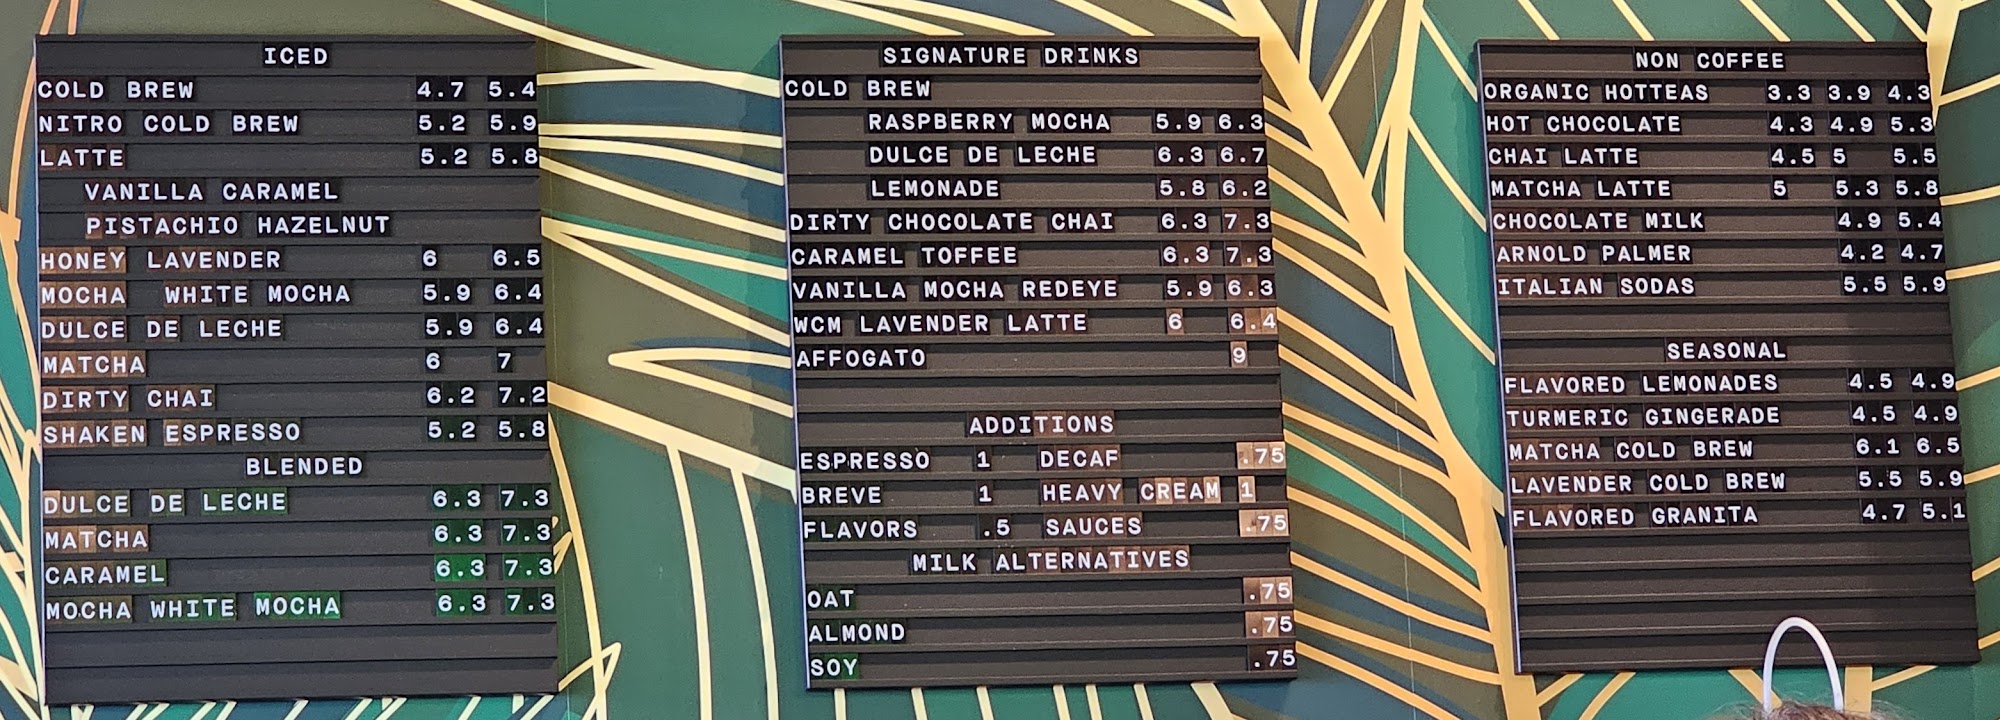 ICED
COLD BREW 4.7 5.4
NITRO COLD BREW 5.2 5.9
LATTE 5.2 5.8
VANILLA CARAMEL
PISTACHIO HAZELNUT
HONEY LAVENDER 6 6.5
MOCHA WHITE MOCHA 5.9 6.4
DULCE DE LECHE 5.9 6.4
MATCHA 6 7
DIRTY CHAI 6.2 7.2
SHAKEN ESPRESSO 5.2 5.8
BLENDED
DULCE DE LECHE 6.3 7.3
MATCHA 6.3 7.3
CARAMEL 6.3 7.3
MOCHA WHITE MOCHA 6.3 7.3
SIGNATURE DRINKS
COLD BREW
RASPBERRY MOCHA 5.9 6.3
DULCE DE LECHE 6.3 6.7
LEMONADE 5.8 6.2
DIRTY CHOCOLATE CHAI 6.3 7.3
CARAMEL TOFFEE 6.3 7.3
VANILLA MOCHA REDEYE 5.9 6.3
WCM LAVENDER LATTE 6 6.4
AFFOGATO 9
ADDITIONS
ESPRESSO 1 DECAF .75
BREVE 1 HEAVY CREAM 1
FLAVORS .5 SAUCES .75
MILK ALTERNATIVES
OAT .75
ALMOND .75
SOY .75
NON COFFEE
ORGANIC HOTTEAS 3.3 3.9 4.3
HOT CHOCOLATE 4.3 4.9 5.3
CHAI LATTE 4.5 5 5.5
MATCHA LATTE 5 5.3 5.8
CHOCOLATE MILK 4.9 5.4
ARNOLD PALMER 4.2 4.7
ITALIAN SODAS 5.5 5.9
SEASONAL
FLAVORED LEMONADES 4.5 4.9
TURMERIC GINGERADE 4.5 4.9
MATCHA COLD BREW 6.1 6.5
LAVENDER COLD BREW 5.5 5.9
FLAVORED GRANITA 4.7 5.1